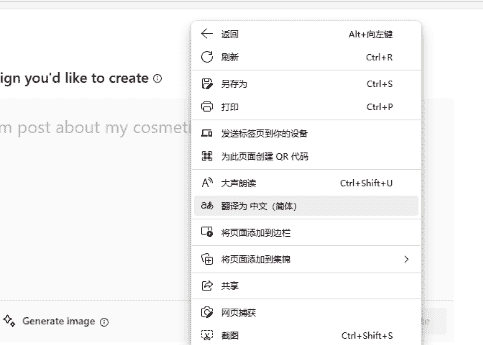 返回 Alt+向左键
刷新 Ctrl+R
ign you'd like to create
另存为 Ctrl+S
打印 Ctrl+P
m post about my cosmeti
发送标签页到你的设备
为此页面创建 QR 代码
大声朗读 Ctrl+Shift+U
翻译为 中文（简体）
将页面添加到边栏
将页面添加到集锦
共享
网页捕获
Generate image
截图 Ctrl+Shift+S